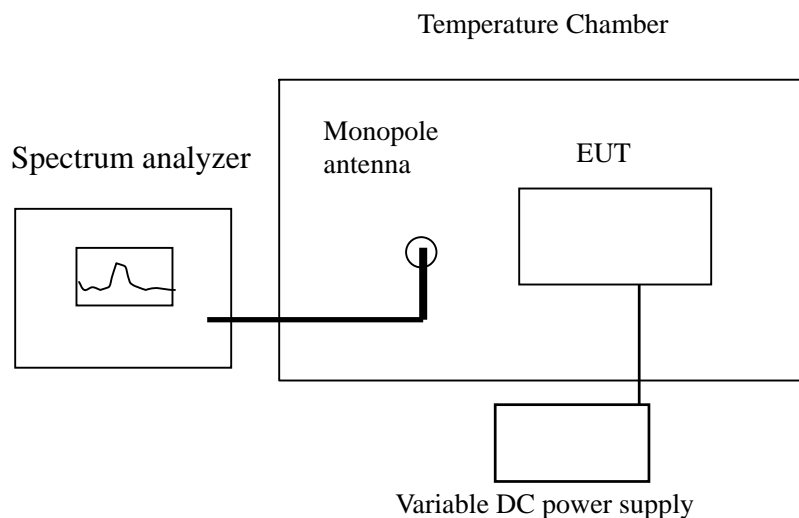 Temperature Chamber
Monopole
antenna
EUT
Spectrum analyzer
Variable DC power supply